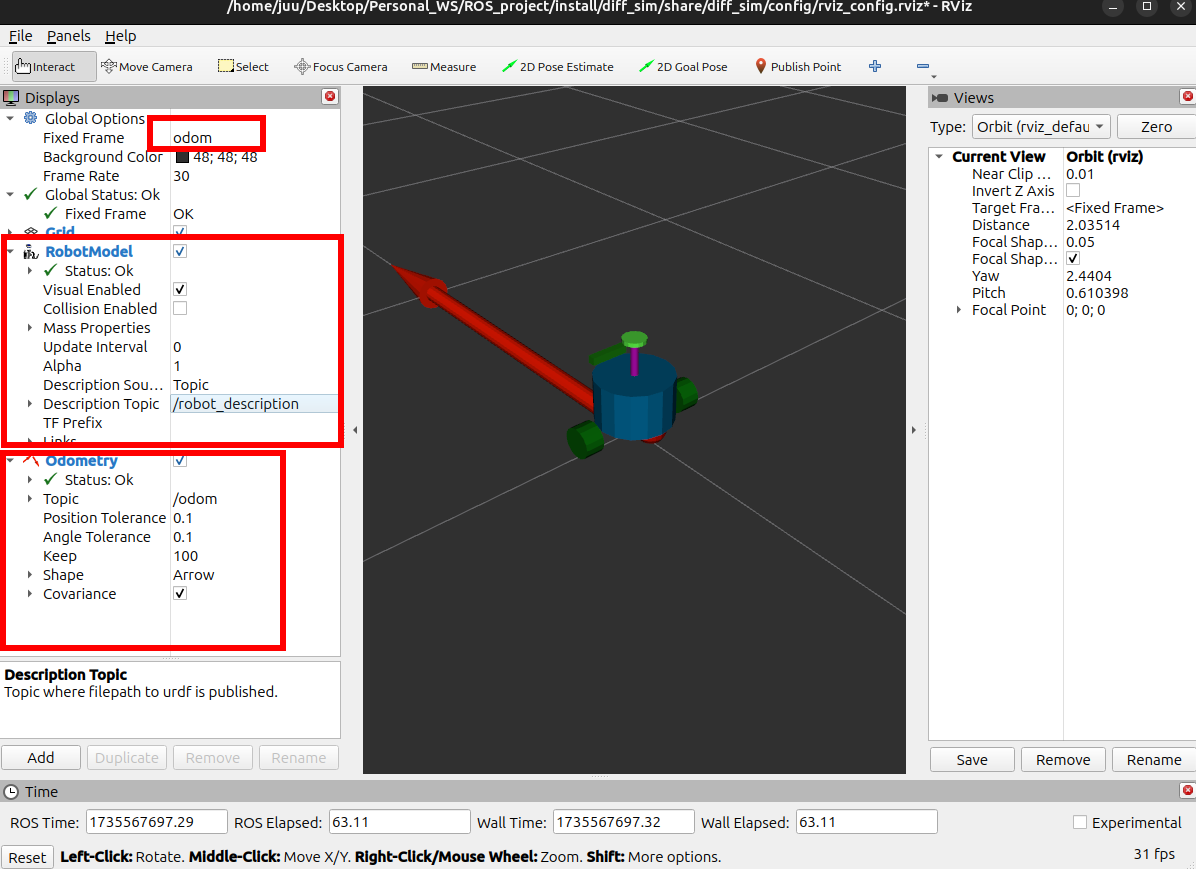 /home/juu/Desktop/Personal_WS/ROS_project/install/diff_sim/share/diff_sim/config/rviz_config.rviz* - RViz
File Panels Help
Interact Move Camera Select Focus Camera Measure 2D Pose Estimate 2D Goal Pose Publish Point
Displays
Global Options
Fixed Frame odom
Background Color 48; 48; 48
Frame Rate 30
Global Status: Ok
Fixed Frame OK
Grid
RobotModel
Status: Ok
Visual Enabled
Collision Enabled
Mass Properties
Update Interval 0
Alpha 1
Description Sou... Topic
Description Topic /robot_description
TF Prefix
Links
Odometry
Status: Ok
Topic /odom
Position Tolerance 0.1
Angle Tolerance 0.1
Keep 100
Shape Arrow
Covariance
Description Topic
Topic where filepath to urdf is published.
Add Duplicate Remove Rename
Views
Type: Orbit (rviz_defau Zero
Current View Orbit (rviz)
Near Clip ... 0.01
Invert Z Axis
Target Fra... <Fixed Frame>
Distance 2.03514
Focal Shap... 0.05
Focal Shap...
Yaw 2.4404
Pitch 0.610398
Focal Point 0; 0; 0
Save Remove Rename
Time
ROS Time: 1735567697.29 ROS Elapsed: 63.11 Wall Time: 1735567697.32 Wall Elapsed: 63.11 Experimental
Reset Left-Click: Rotate. Middle-Click: Move X/Y. Right-Click/Mouse Wheel: Zoom. Shift: More options. 31 fps